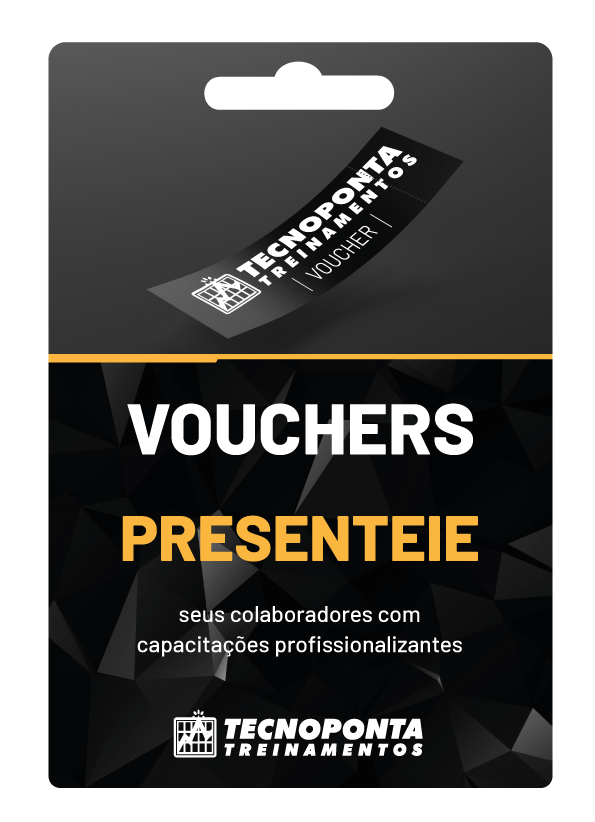 TECNOPONTA
TREINAMENTOS
| VOUCHER |
VOUCHERS
PRESENTEIE
seus colaboradores com
capacitações profissionalizantes
TECNOPONTA
TREINAMENTOS